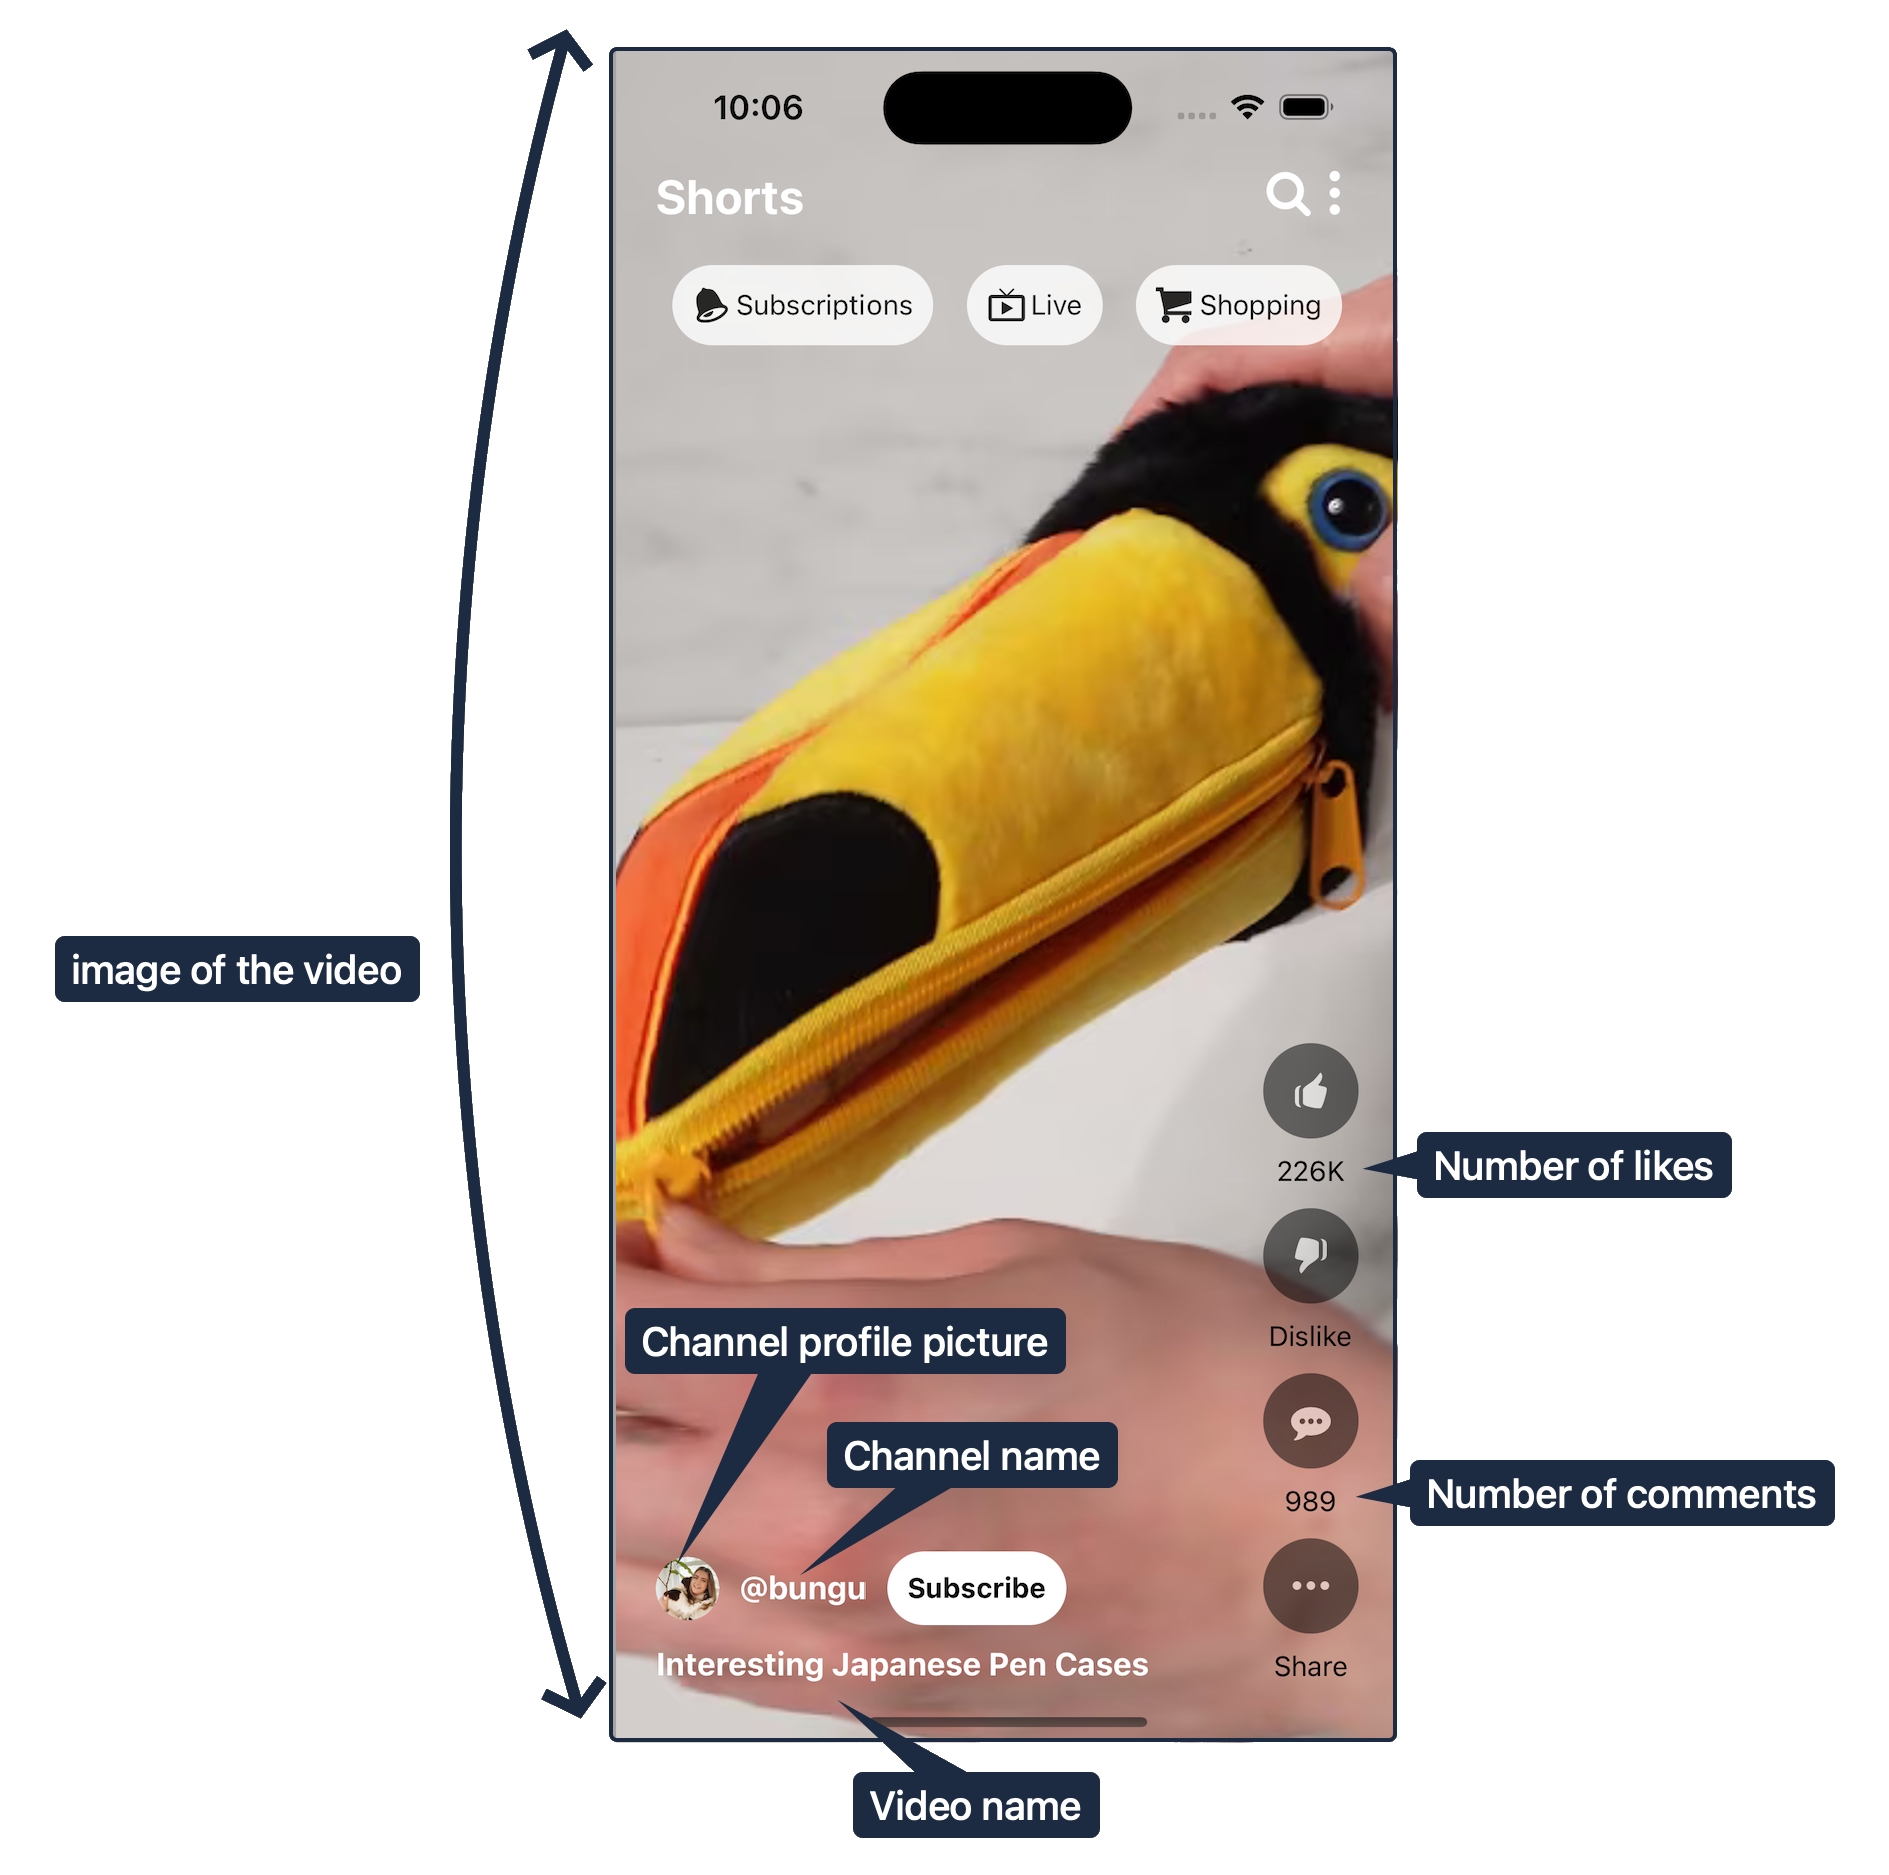 10:06
Shorts
Subscriptions
Live
Shopping
image of the video
226K
Number of likes
Dislike
Channel profile picture
Channel name
989
Number of comments
@bungu
Subscribe
Interesting Japanese Pen Cases
Share
Video name